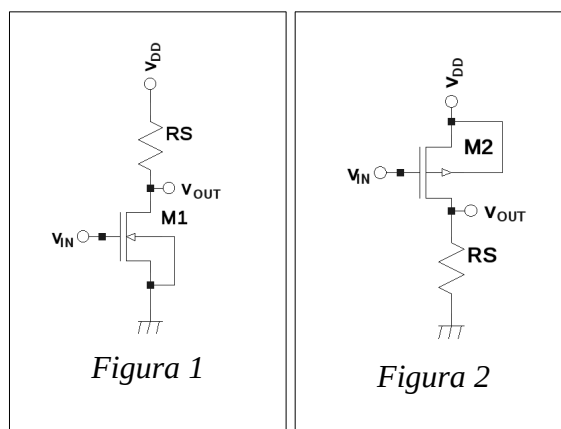 VDD
RS
VOUT
M1
VIN
Figura 1
VDD
M2
VIN
VOUT
RS
Figura 2